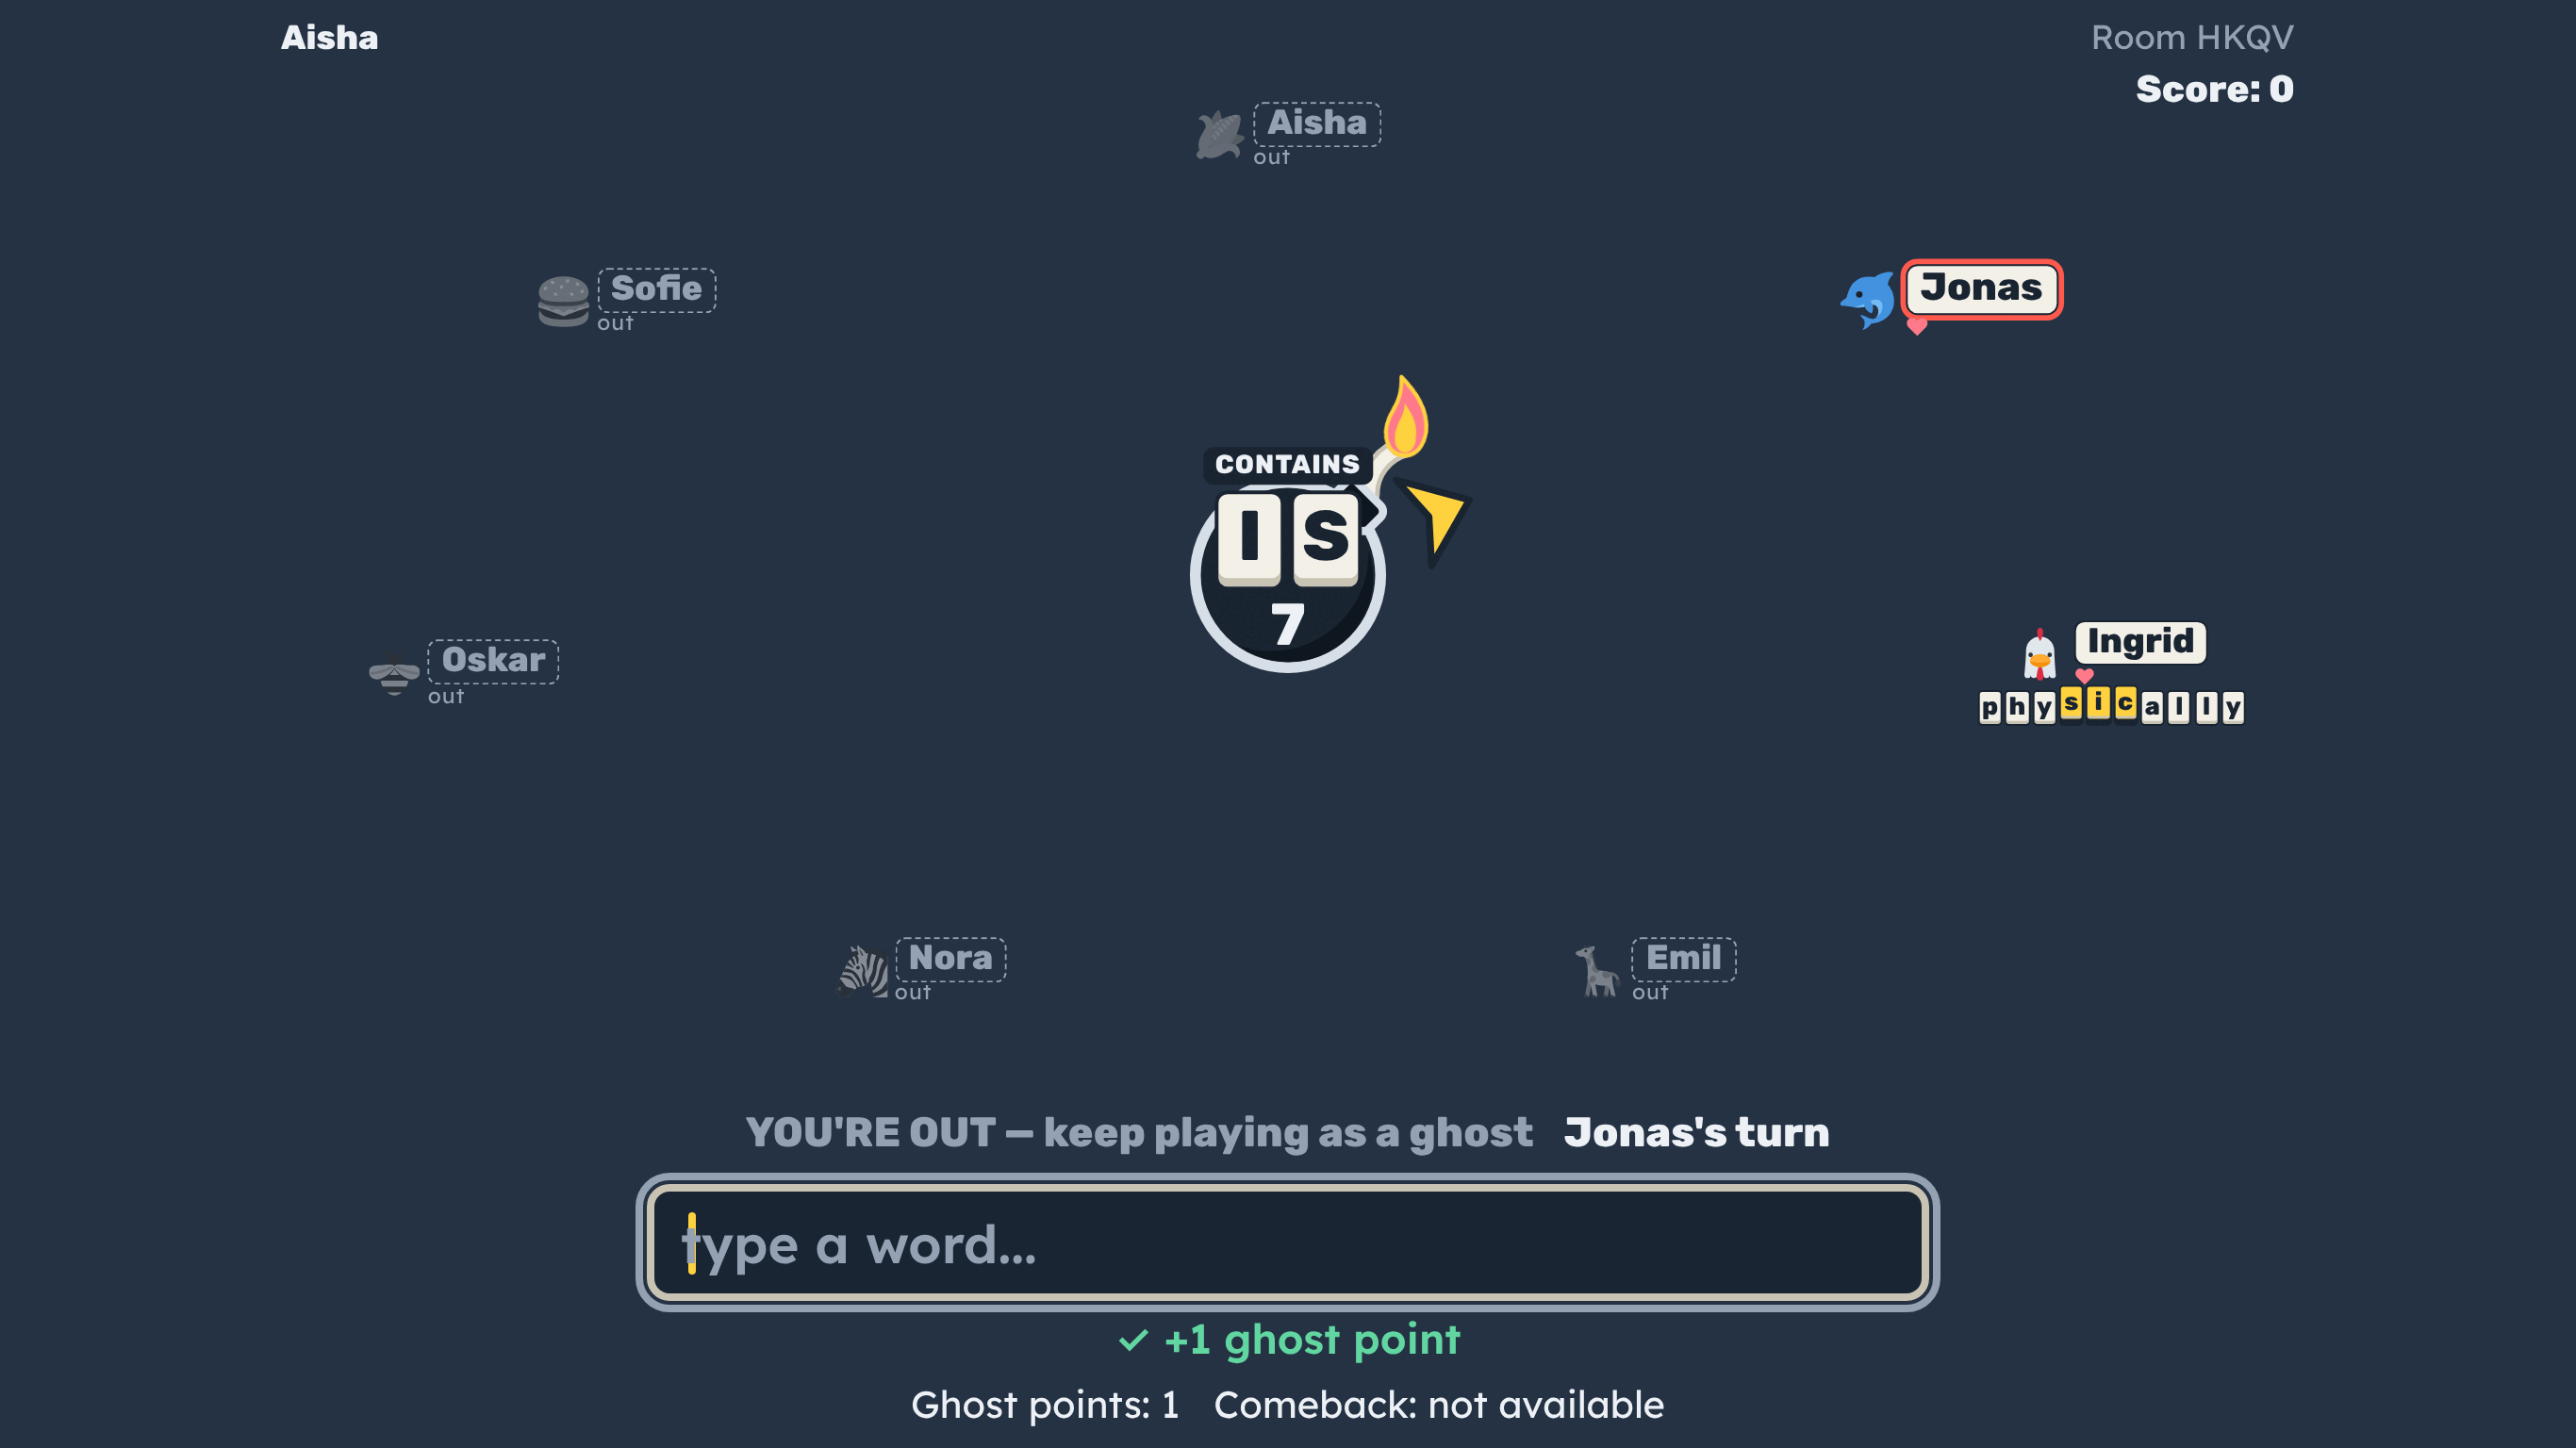 Aisha
Room HKQV
Score: 0
Aisha
out
Sofie
out
Jonas
CONTAINS
IS
7
Oskar
out
Ingrid
physically
Nora
out
Emil
out
YOU'RE OUT — keep playing as a ghost Jonas's turn
type a word...
✓ +1 ghost point
Ghost points: 1 Comeback: not available